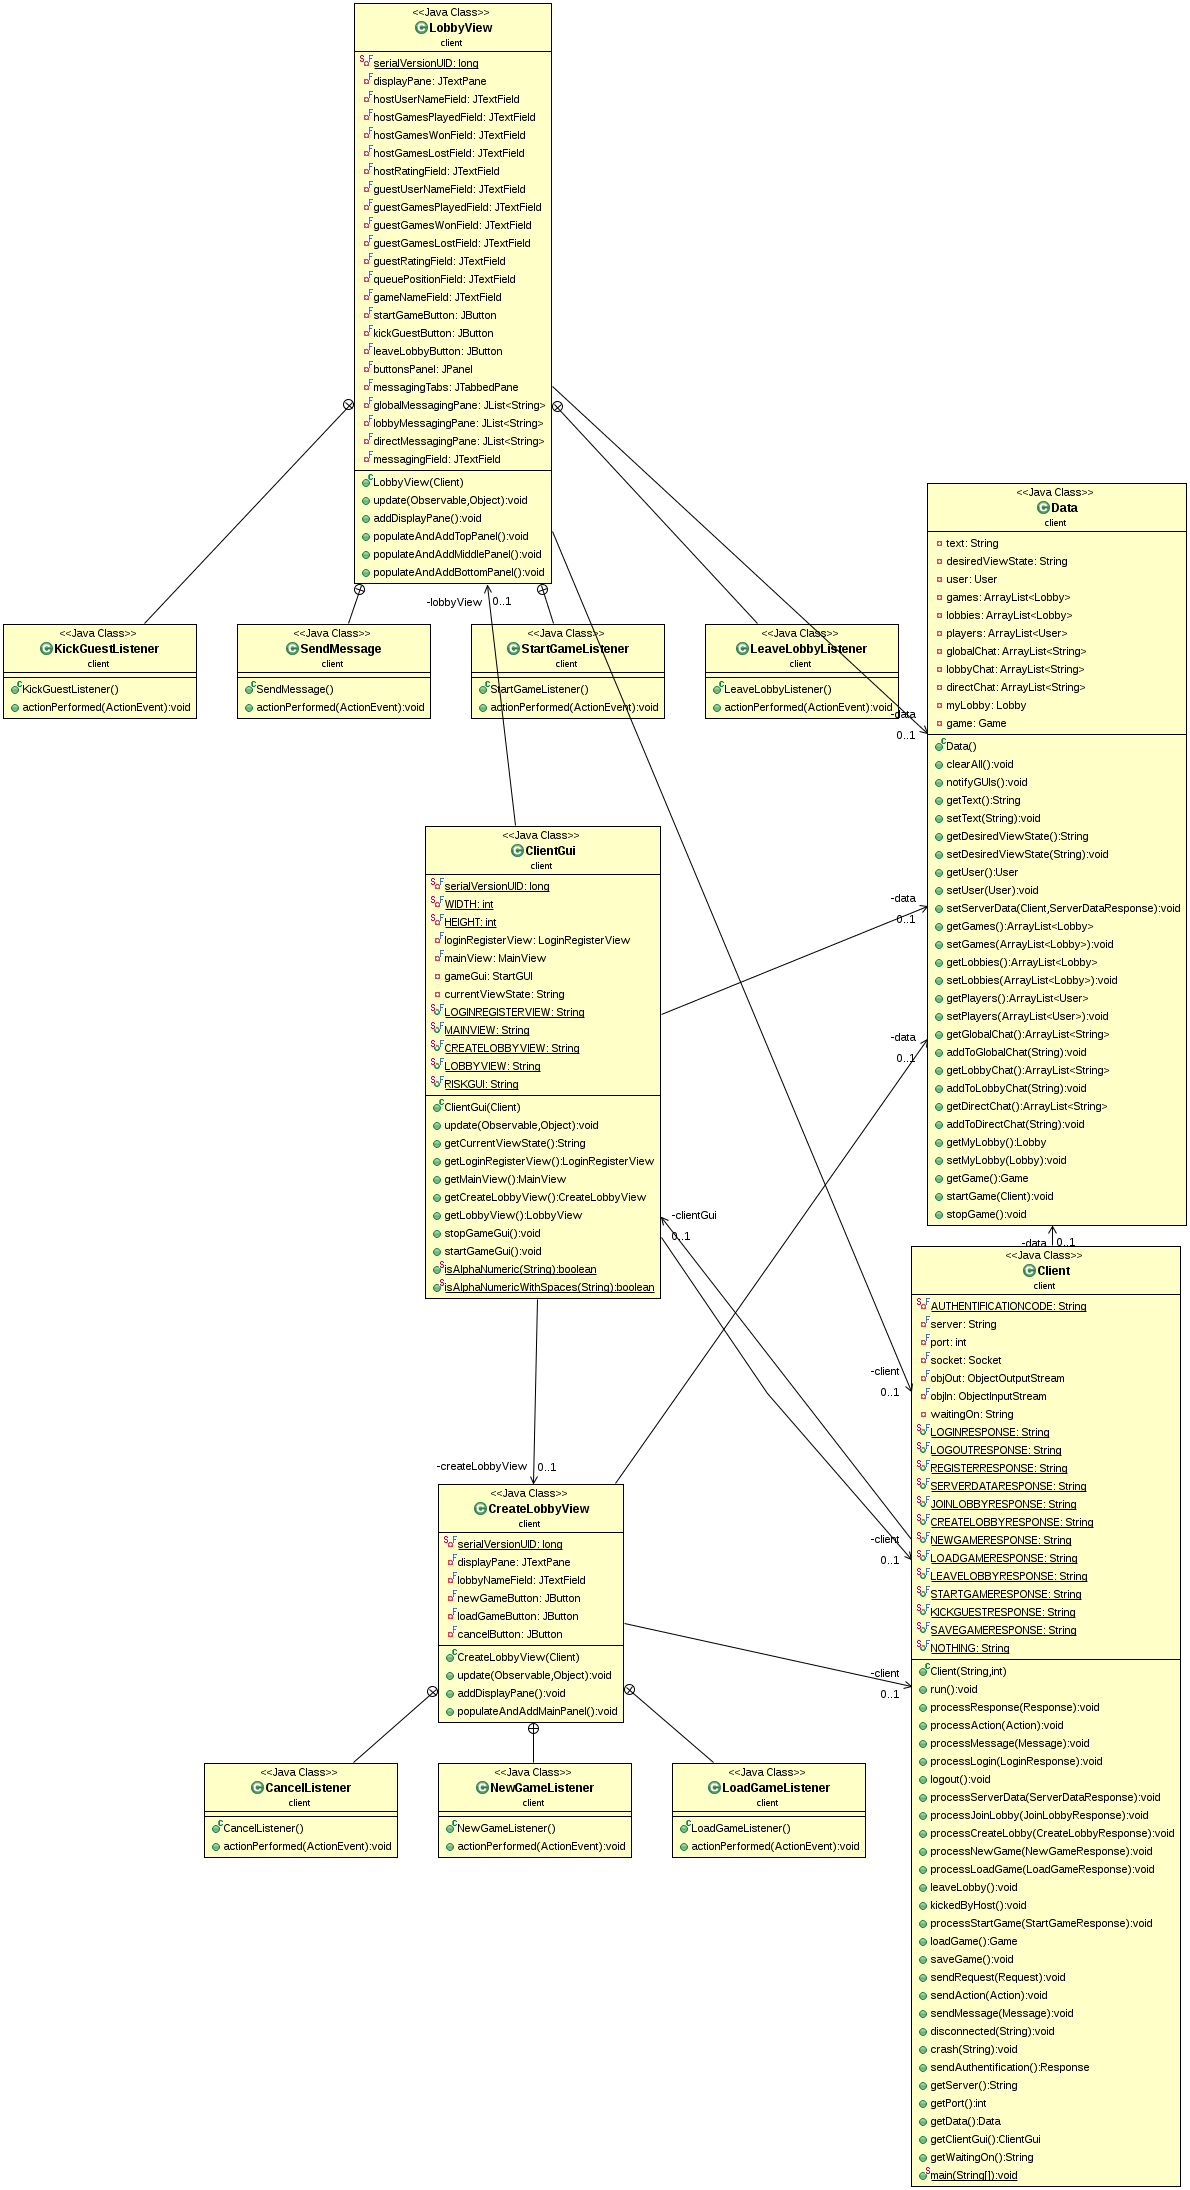 <<Java Class>>
LobbyView
client
serialVersionUID: long
displayPane: JTextPane
hostUserNameField: JTextField
hostGamesPlayedField: JTextField
hostGamesWonField: JTextField
hostGamesLostField: JTextField
hostRatingField: JTextField
guestUserNameField: JTextField
guestGamesPlayedField: JTextField
guestGamesWonField: JTextField
guestGamesLostField: JTextField
guestRatingField: JTextField
queuePositionField: JTextField
gameNameField: JTextField
startGameButton: JButton
kickGuestButton: JButton
leaveLobbyButton: JButton
buttonsPanel: JPanel
messagingTabs: JTabbedPane
globalMessagingPane: JList<String>
lobbyMessagingPane: JList<String>
directMessagingPane: JList<String>
messagingField: JTextField
LobbyView(Client)
update(Observable,Object):void
addDisplayPane():void
populateAndAddTopPanel():void
populateAndAddMiddlePanel():void
populateAndAddBottomPanel():void
-lobbyView 0..1
<<Java Class>>
KickGuestListener
client
KickGuestListener()
actionPerformed(ActionEvent):void
<<Java Class>>
SendMessage
client
SendMessage()
actionPerformed(ActionEvent):void
<<Java Class>>
StartGameListener
client
StartGameListener()
actionPerformed(ActionEvent):void
<<Java Class>>
LeaveLobbyListener
client
LeaveLobbyListener()
actionPerformed(ActionEvent):void
-data
0..1
<<Java Class>>
Data
client
text: String
desiredViewState: String
user: User
games: ArrayList<Lobby>
lobbies: ArrayList<Lobby>
players: ArrayList<User>
globalChat: ArrayList<String>
lobbyChat: ArrayList<String>
directChat: ArrayList<String>
myLobby: Lobby
game: Game
Data()
clearAll():void
notifyGUIs():void
getText():String
setText(String):void
getDesiredViewState():String
setDesiredViewState(String):void
getUser():User
setUser(User):void
setServerData(Client,ServerDataResponse):void
getGames():ArrayList<Lobby>
setGames(ArrayList<Lobby>):void
getLobbies():ArrayList<Lobby>
setLobbies(ArrayList<Lobby>):void
getPlayers():ArrayList<User>
setPlayers(ArrayList<User>):void
getGlobalChat():ArrayList<String>
addToGlobalChat(String):void
getLobbyChat():ArrayList<String>
addToLobbyChat(String):void
getDirectChat():ArrayList<String>
addToDirectChat(String):void
getMyLobby():Lobby
setMyLobby(Lobby):void
getGame():Game
startGame(Client):void
stopGame():void
<<Java Class>>
ClientGui
client
serialVersionUID: long
WIDTH: int
HEIGHT: int
loginRegisterView: LoginRegisterView
mainView: MainView
gameGui: StartGUI
currentViewState: String
LOGINREGISTERVIEW: String
MAINVIEW: String
CREATELOBBYVIEW: String
LOBBYVIEW: String
RISKGUI: String
ClientGui(Client)
update(Observable,Object):void
getCurrentViewState():String
getLoginRegisterView():LoginRegisterView
getMainView():MainView
getCreateLobbyView():CreateLobbyView
getLobbyView():LobbyView
stopGameGui():void
startGameGui():void
isAlphaNumeric(String):boolean
isAlphaNumericWithSpaces(String):boolean
-data
0..1
-data
0..1
-clientGui
0..1
-data 0..1
-client
0..1
-createLobbyView 0..1
-client
0..1
<<Java Class>>
CreateLobbyView
client
serialVersionUID: long
displayPane: JTextPane
lobbyNameField: JTextField
newGameButton: JButton
loadGameButton: JButton
cancelButton: JButton
CreateLobbyView(Client)
update(Observable,Object):void
addDisplayPane():void
populateAndAddMainPanel():void
-client
0..1
<<Java Class>>
CancelListener
client
CancelListener()
actionPerformed(ActionEvent):void
<<Java Class>>
NewGameListener
client
NewGameListener()
actionPerformed(ActionEvent):void
<<Java Class>>
LoadGameListener
client
LoadGameListener()
actionPerformed(ActionEvent):void
<<Java Class>>
Client
client
AUTHENTIFICATIONCODE: String
server: String
port: int
socket: Socket
objOut: ObjectOutputStream
objIn: ObjectInputStream
waitingOn: String
LOGINRESPONSE: String
LOGOUTRESPONSE: String
REGISTERRESPONSE: String
SERVERDATARESPONSE: String
JOINLOBBYRESPONSE: String
CREATELOBBYRESPONSE: String
NEWGAMERESPONSE: String
LOADGAMERESPONSE: String
LEAVELOBBYRESPONSE: String
STARTGAMERESPONSE: String
KICKGUESTRESPONSE: String
SAVEGAMERESPONSE: String
NOTHING: String
Client(String,int)
run():void
processResponse(Response):void
processAction(Action):void
processMessage(Message):void
processLogin(LoginResponse):void
logout():void
processServerData(ServerDataResponse):void
processJoinLobby(JoinLobbyResponse):void
processCreateLobby(CreateLobbyResponse):void
processNewGame(NewGameResponse):void
processLoadGame(LoadGameResponse):void
leaveLobby():void
kickedByHost():void
processStartGame(StartGameResponse):void
loadGame():Game
saveGame():void
sendRequest(Request):void
sendAction(Action):void
sendMessage(Message):void
disconnected(String):void
crash(String):void
sendAuthentification():Response
getServer():String
getPort():int
getData():Data
getClientGui():ClientGui
getWaitingOn():String
main(String[]):void